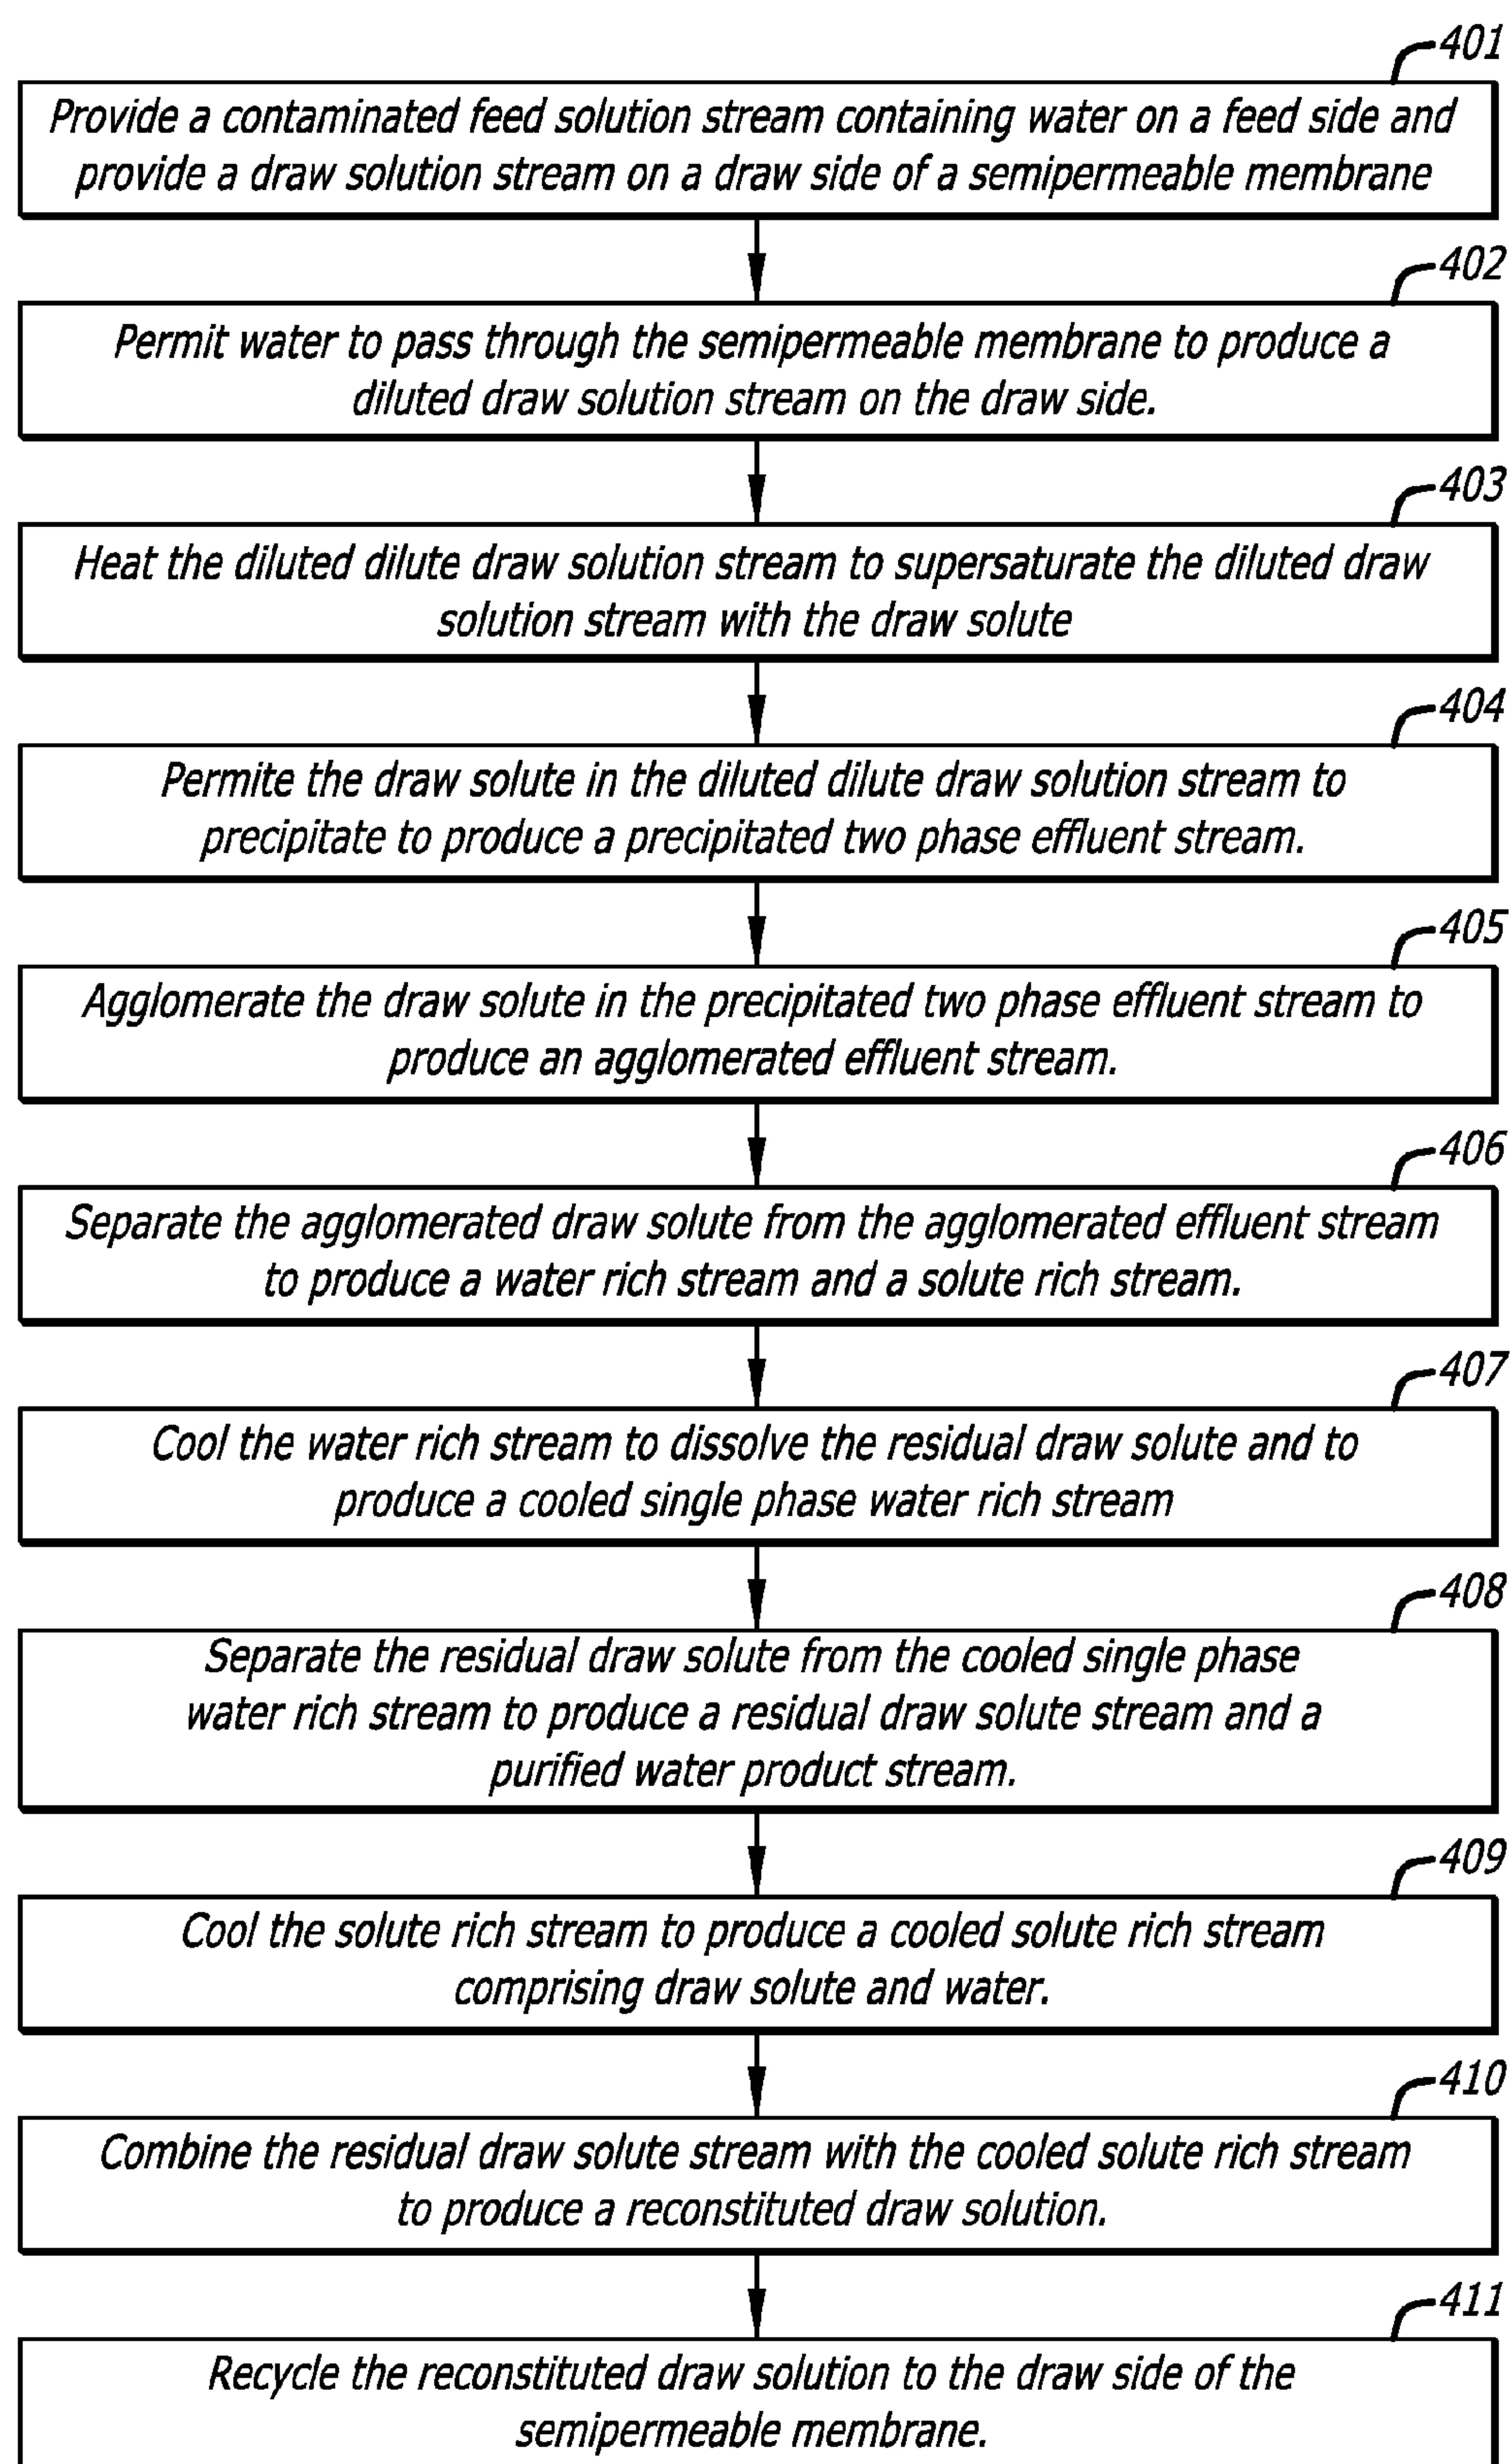 401
Provide a contaminated feed solution stream containing water on a feed side and
provide a draw solution stream on a draw side of a semipermeable membrane
402
Permit water to pass through the semipermeable membrane to produce a
diluted draw solution stream on the draw side.
403
Heat the diluted dilute draw solution stream to supersaturate the diluted draw
solution stream with the draw solute
404
Permite the draw solute in the diluted dilute draw solution stream to
precipitate to produce a precipitated two phase effluent stream.
405
Agglomerate the draw solute in the precipitated two phase effluent stream to
produce an agglomerated effluent stream.
406
Separate the agglomerated draw solute from the agglomerated effluent stream
to produce a water rich stream and a solute rich stream.
407
Cool the water rich stream to dissolve the residual draw solute and to
produce a cooled single phase water rich stream
408
Separate the residual draw solute from the cooled single phase
water rich stream to produce a residual draw solute stream and a
purified water product stream.
409
Cool the solute rich stream to produce a cooled solute rich stream
comprising draw solute and water.
410
Combine the residual draw solute stream with the cooled solute rich stream
to produce a reconstituted draw solution.
411
Recycle the reconstituted draw solution to the draw side of the
semipermeable membrane.